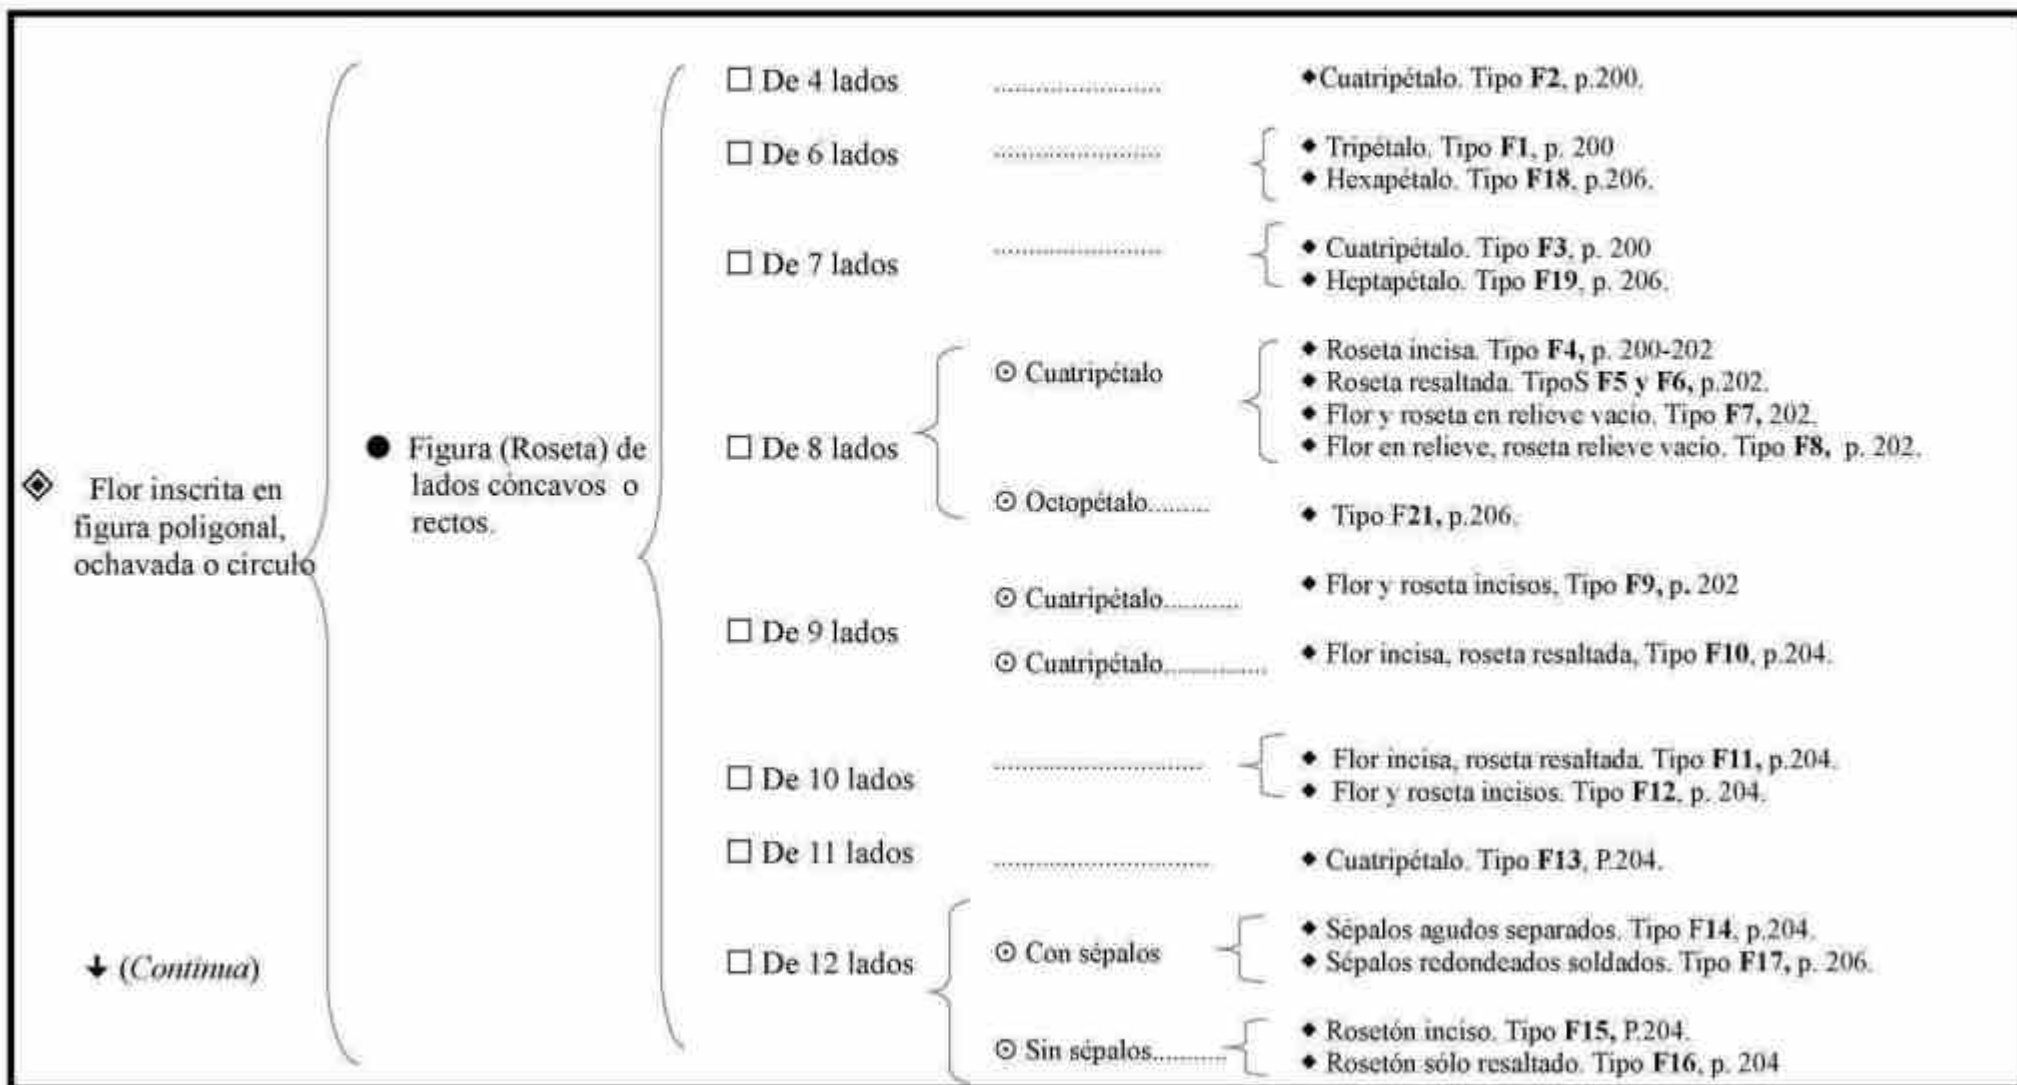 ◈ Flor inscrita en
figura poligonal,
ochavada o circulo
↓ (Continua)
● Figura (Roseta) de
lados cóncavos o
rectos.
□ De 4 lados ..................... ◆Cuatripétalo. Tipo F2, p.200.
□ De 6 lados .....................
◆ Tripétalo. Tipo F1, p. 200
◆ Hexapétalo. Tipo F18, p.206.
□ De 7 lados .....................
◆ Cuatripétalo. Tipo F3, p. 200
◆ Heptapétalo. Tipo F19, p. 206.
□ De 8 lados
⊙ Cuatripétalo
◆ Roseta incisa. Tipo F4, p. 200-202
◆ Roseta resaltada. TipoS F5 y F6, p.202.
◆ Flor y roseta en relieve vacio. Tipo F7, 202.
◆ Flor en relieve, roseta relieve vacio. Tipo F8, p. 202.
⊙ Octopétalo......... ◆ Tipo F21, p.206.
□ De 9 lados
⊙ Cuatripétalo............ ◆ Flor y roseta incisos, Tipo F9, p. 202
⊙ Cuatripétalo................ ◆ Flor incisa, roseta resaltada, Tipo F10, p.204.
□ De 10 lados ..........................
◆ Flor incisa, roseta resaltada. Tipo F11, p.204.
◆ Flor y roseta incisos. Tipo F12, p. 204.
□ De 11 lados ........................... ◆ Cuatripétalo. Tipo F13, P.204.
□ De 12 lados
⊙ Con sépalos
◆ Sépalos agudos separados. Tipo F14, p.204.
◆ Sépalos redondeados soldados. Tipo F17, p. 206.
⊙ Sin sépalos...........
◆ Rosetón inciso. Tipo F15, P.204.
◆ Rosetón sólo resaltado. Tipo F16, p. 204